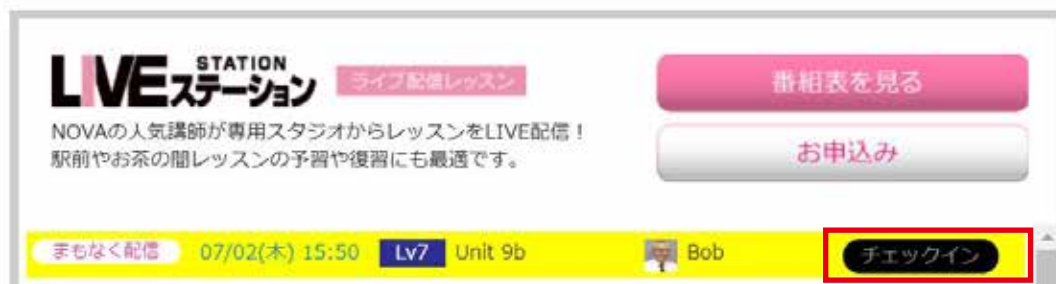 LIVE STATION
ステーション
ライブ配信レッスン
番組表を見る
NOVAの人気講師が専用スタジオからレッスンをLIVE配信！
駅前やお茶の間レッスンの予習や復習にも最適です。
お申込み
まもなく配信 07/02(木) 15:50 Lv7 Unit 9b Bob チェックイン